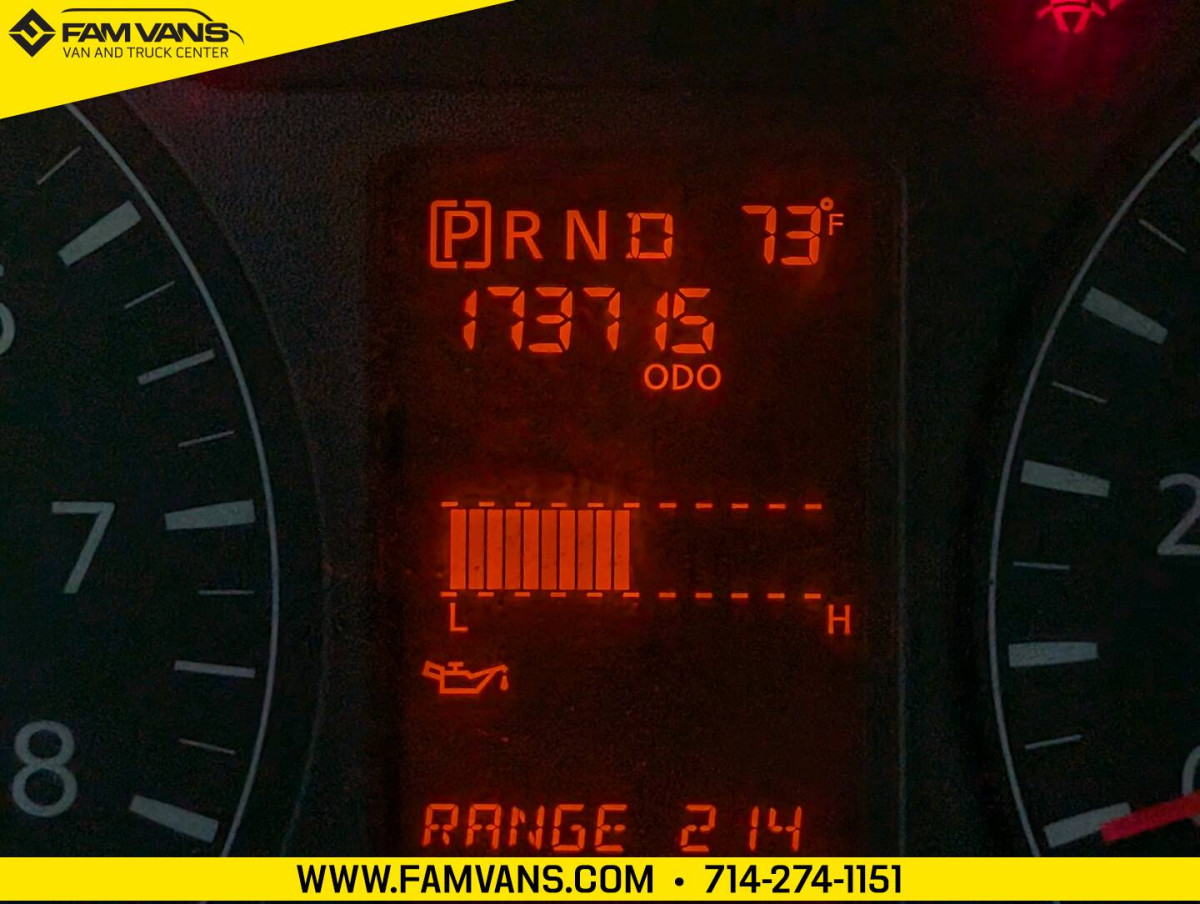 FAM VANS
VAN AND TRUCK CENTER
P R N D 73°F
173715
ODO
7
2
8
L H
RANGE 214
WWW.FAMVANS.COM • 714-274-1151